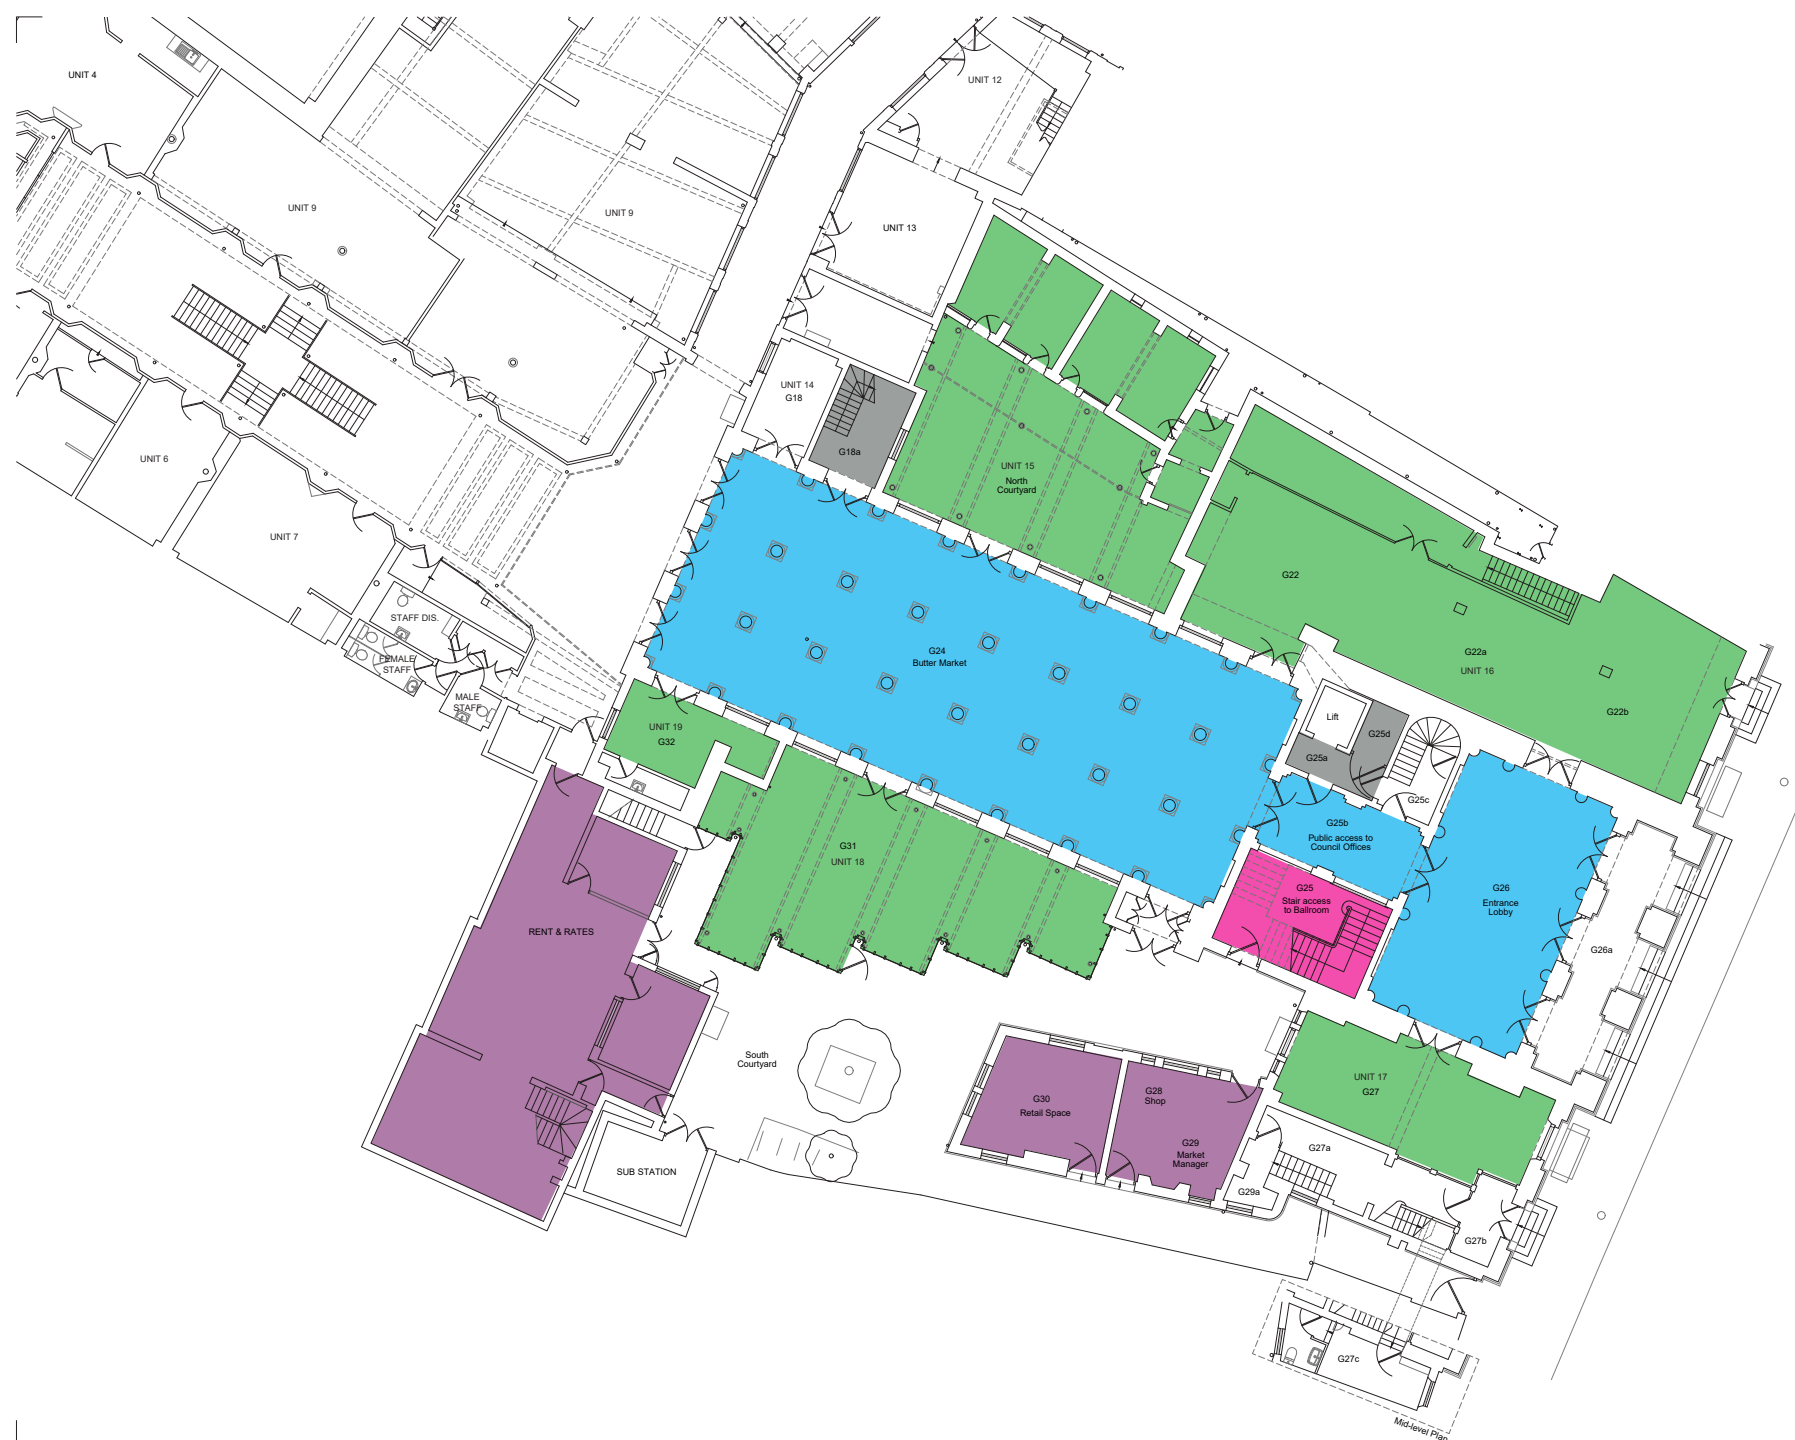 UNIT 4
UNIT 12
UNIT 9
UNIT 9
UNIT 13
UNIT 14
G18
G18a
UNIT 6
UNIT 15
North
Courtyard
UNIT 7
G22
STAFF DIS.
FEMALE
STAFF
MALE
STAFF
G24
Butter Market
G22a
UNIT 16
G22b
UNIT 19
G32
Lift
G25d
G25a
G25c
G25b
Public access to
Council Offices
G31
UNIT 18
G25
Stair access
to Ballroom
G26
Entrance
Lobby
G26a
RENT & RATES
South
Courtyard
G30
Retail Space
G28
Shop
G29
Market
Manager
UNIT 17
G27
G27a
SUB STATION
G29a
G27b
G27c
Mid-level Plan